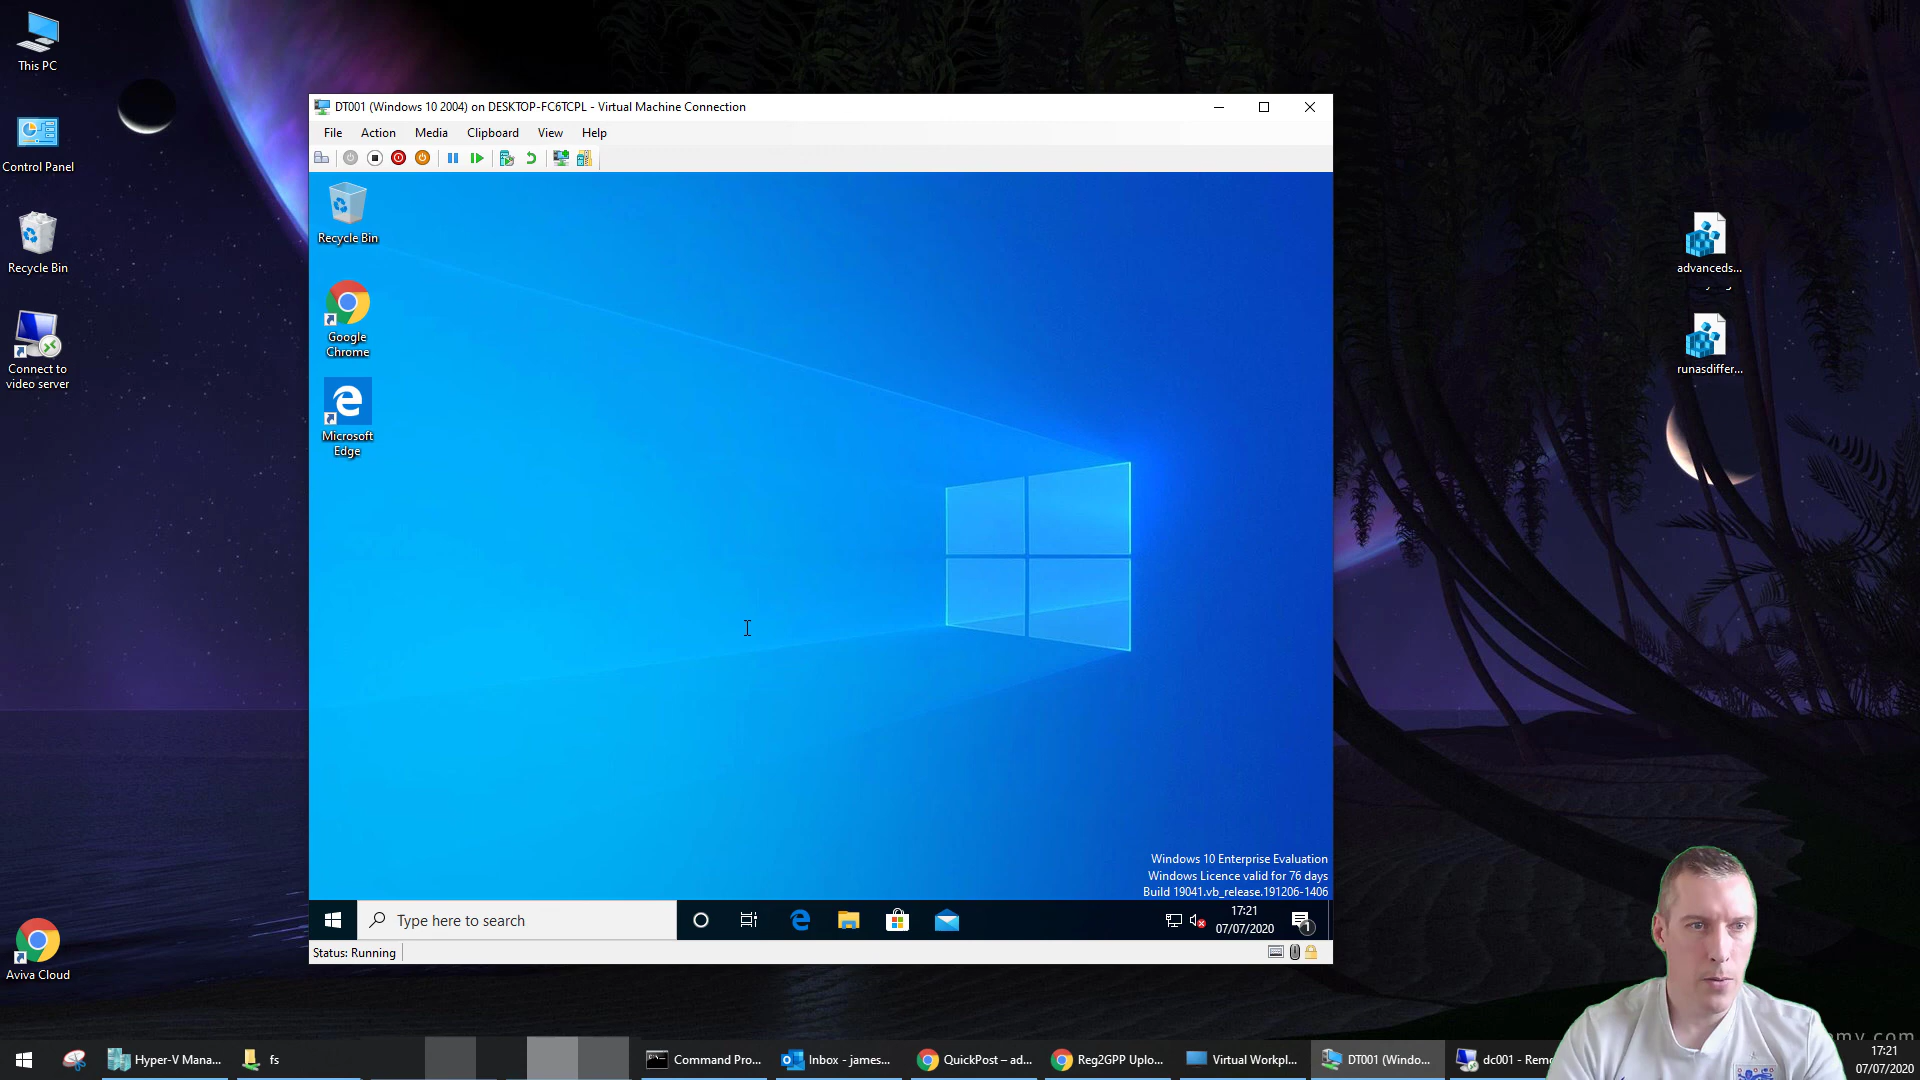 This PC
Control Panel
Recycle Bin
Connect to
video server
Aviva Cloud
DT001 (Windows 10 2004) on DESKTOP-FC6TCPL - Virtual Machine Connection
File Action Media Clipboard View Help
Recycle Bin
Google
Chrome
Microsoft
Edge
Windows 10 Enterprise Evaluation
Windows Licence valid for 76 days
Build 19041.vb_release.191206-1406
Type here to search
17:21
07/07/2020
1
Status: Running
advanceds...
runasdiffer...
Hyper-V Mana...
fs
Command Pro...
Inbox - james...
QuickPost – ad...
Reg2GPP Uplo...
Virtual Workpl...
DT001 (Windo...
dc001 - Remo
my.com
17:21
07/07/2020